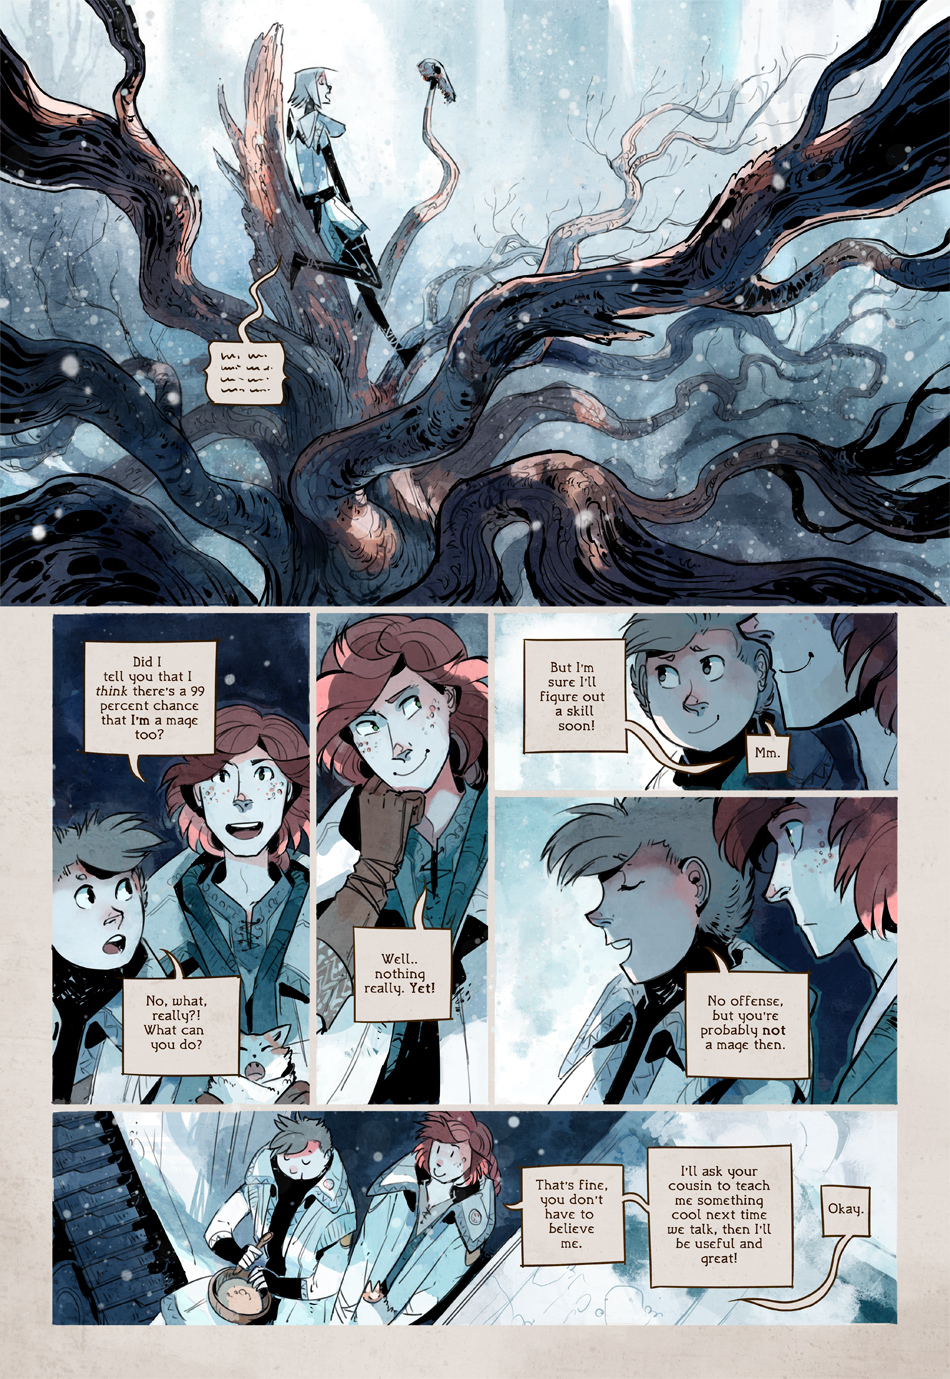 Did I
tell you that I
think there's a 99
percent chance
that I'm a mage
too?
No, what,
really?!
What can
you do?
Well..
nothing
really. Yet!
But I'm
sure I'll
figure out
a skill
soon!
Mm.
No offense,
but you're
probably not
a mage then.
That's fine,
you don't
have to
believe
me.
I'll ask your
cousin to teach
me something
cool next time
we talk, then I'll
be useful and
great!
Okay.